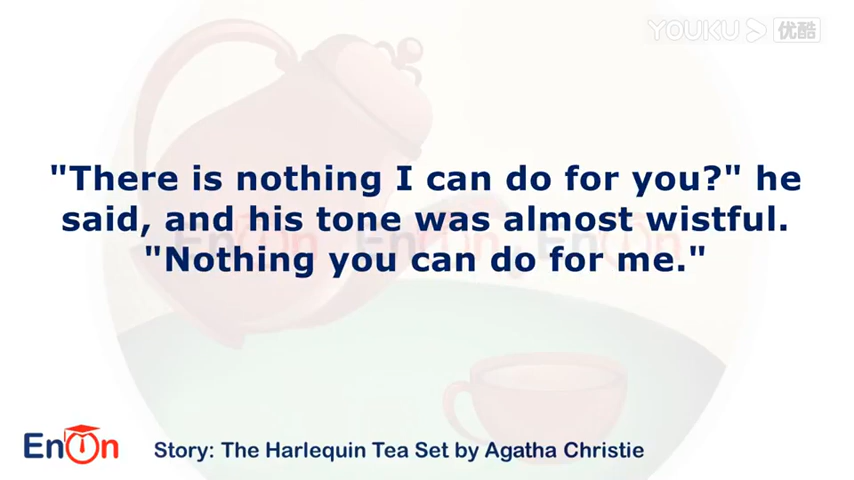 YOUKU 优酷
"There is nothing I can do for you?" he
said, and his tone was almost wistful.
"Nothing you can do for me."
EnOn
Story: The Harlequin Tea Set by Agatha Christie